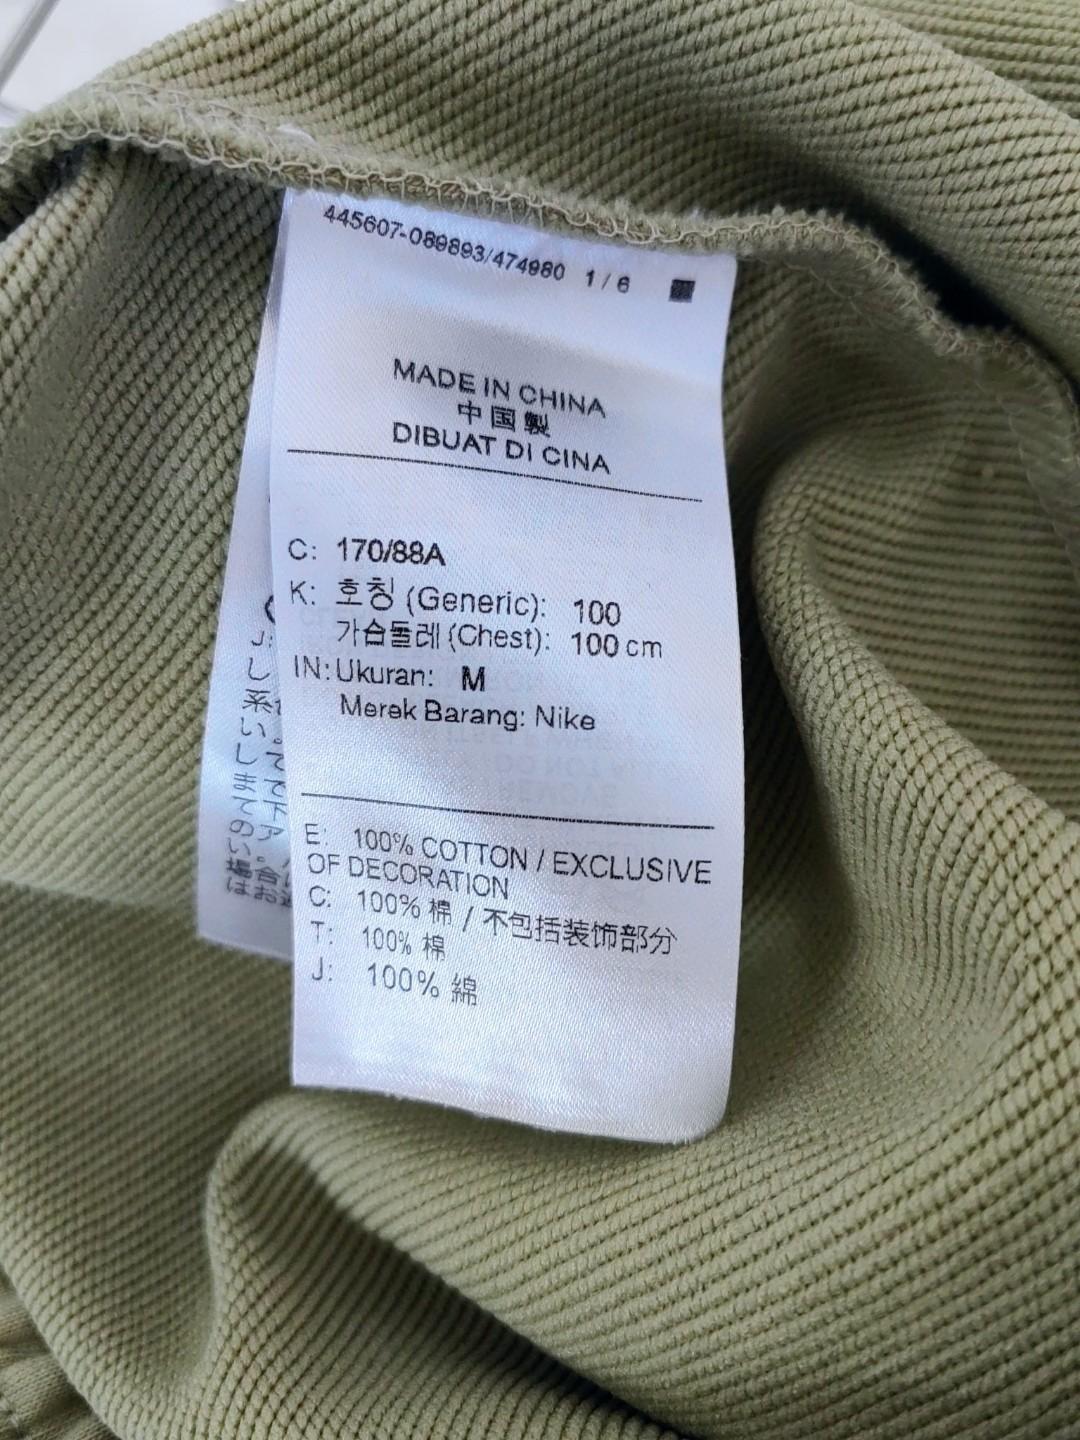 445607-089893/474980 1 / 6
MADE IN CHINA
中国製
DIBUAT DI CINA
C: 170/88A
K: 호칭 (Generic): 100
가슴둘레 (Chest): 100 cm
IN: Ukuran: M
Merek Barang: Nike
E: 100% COTTON / EXCLUSIVE
OF DECORATION
C: 100% 棉 / 不包括装饰部分
T: 100% 棉
J: 100% 綿
J: